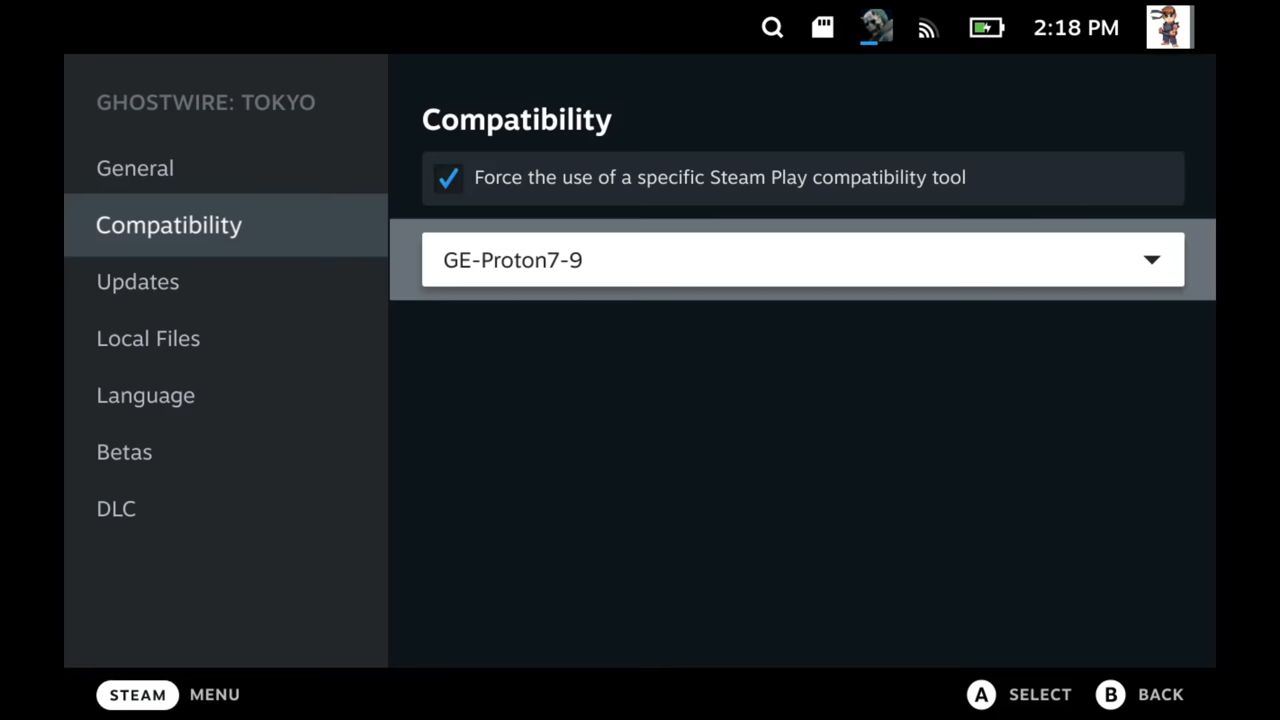 2:18 PM
GHOSTWIRE: TOKYO
General
Compatibility
Updates
Local Files
Language
Betas
DLC
Compatibility
Force the use of a specific Steam Play compatibility tool
GE-Proton7-9
STEAM MENU
A SELECT B BACK